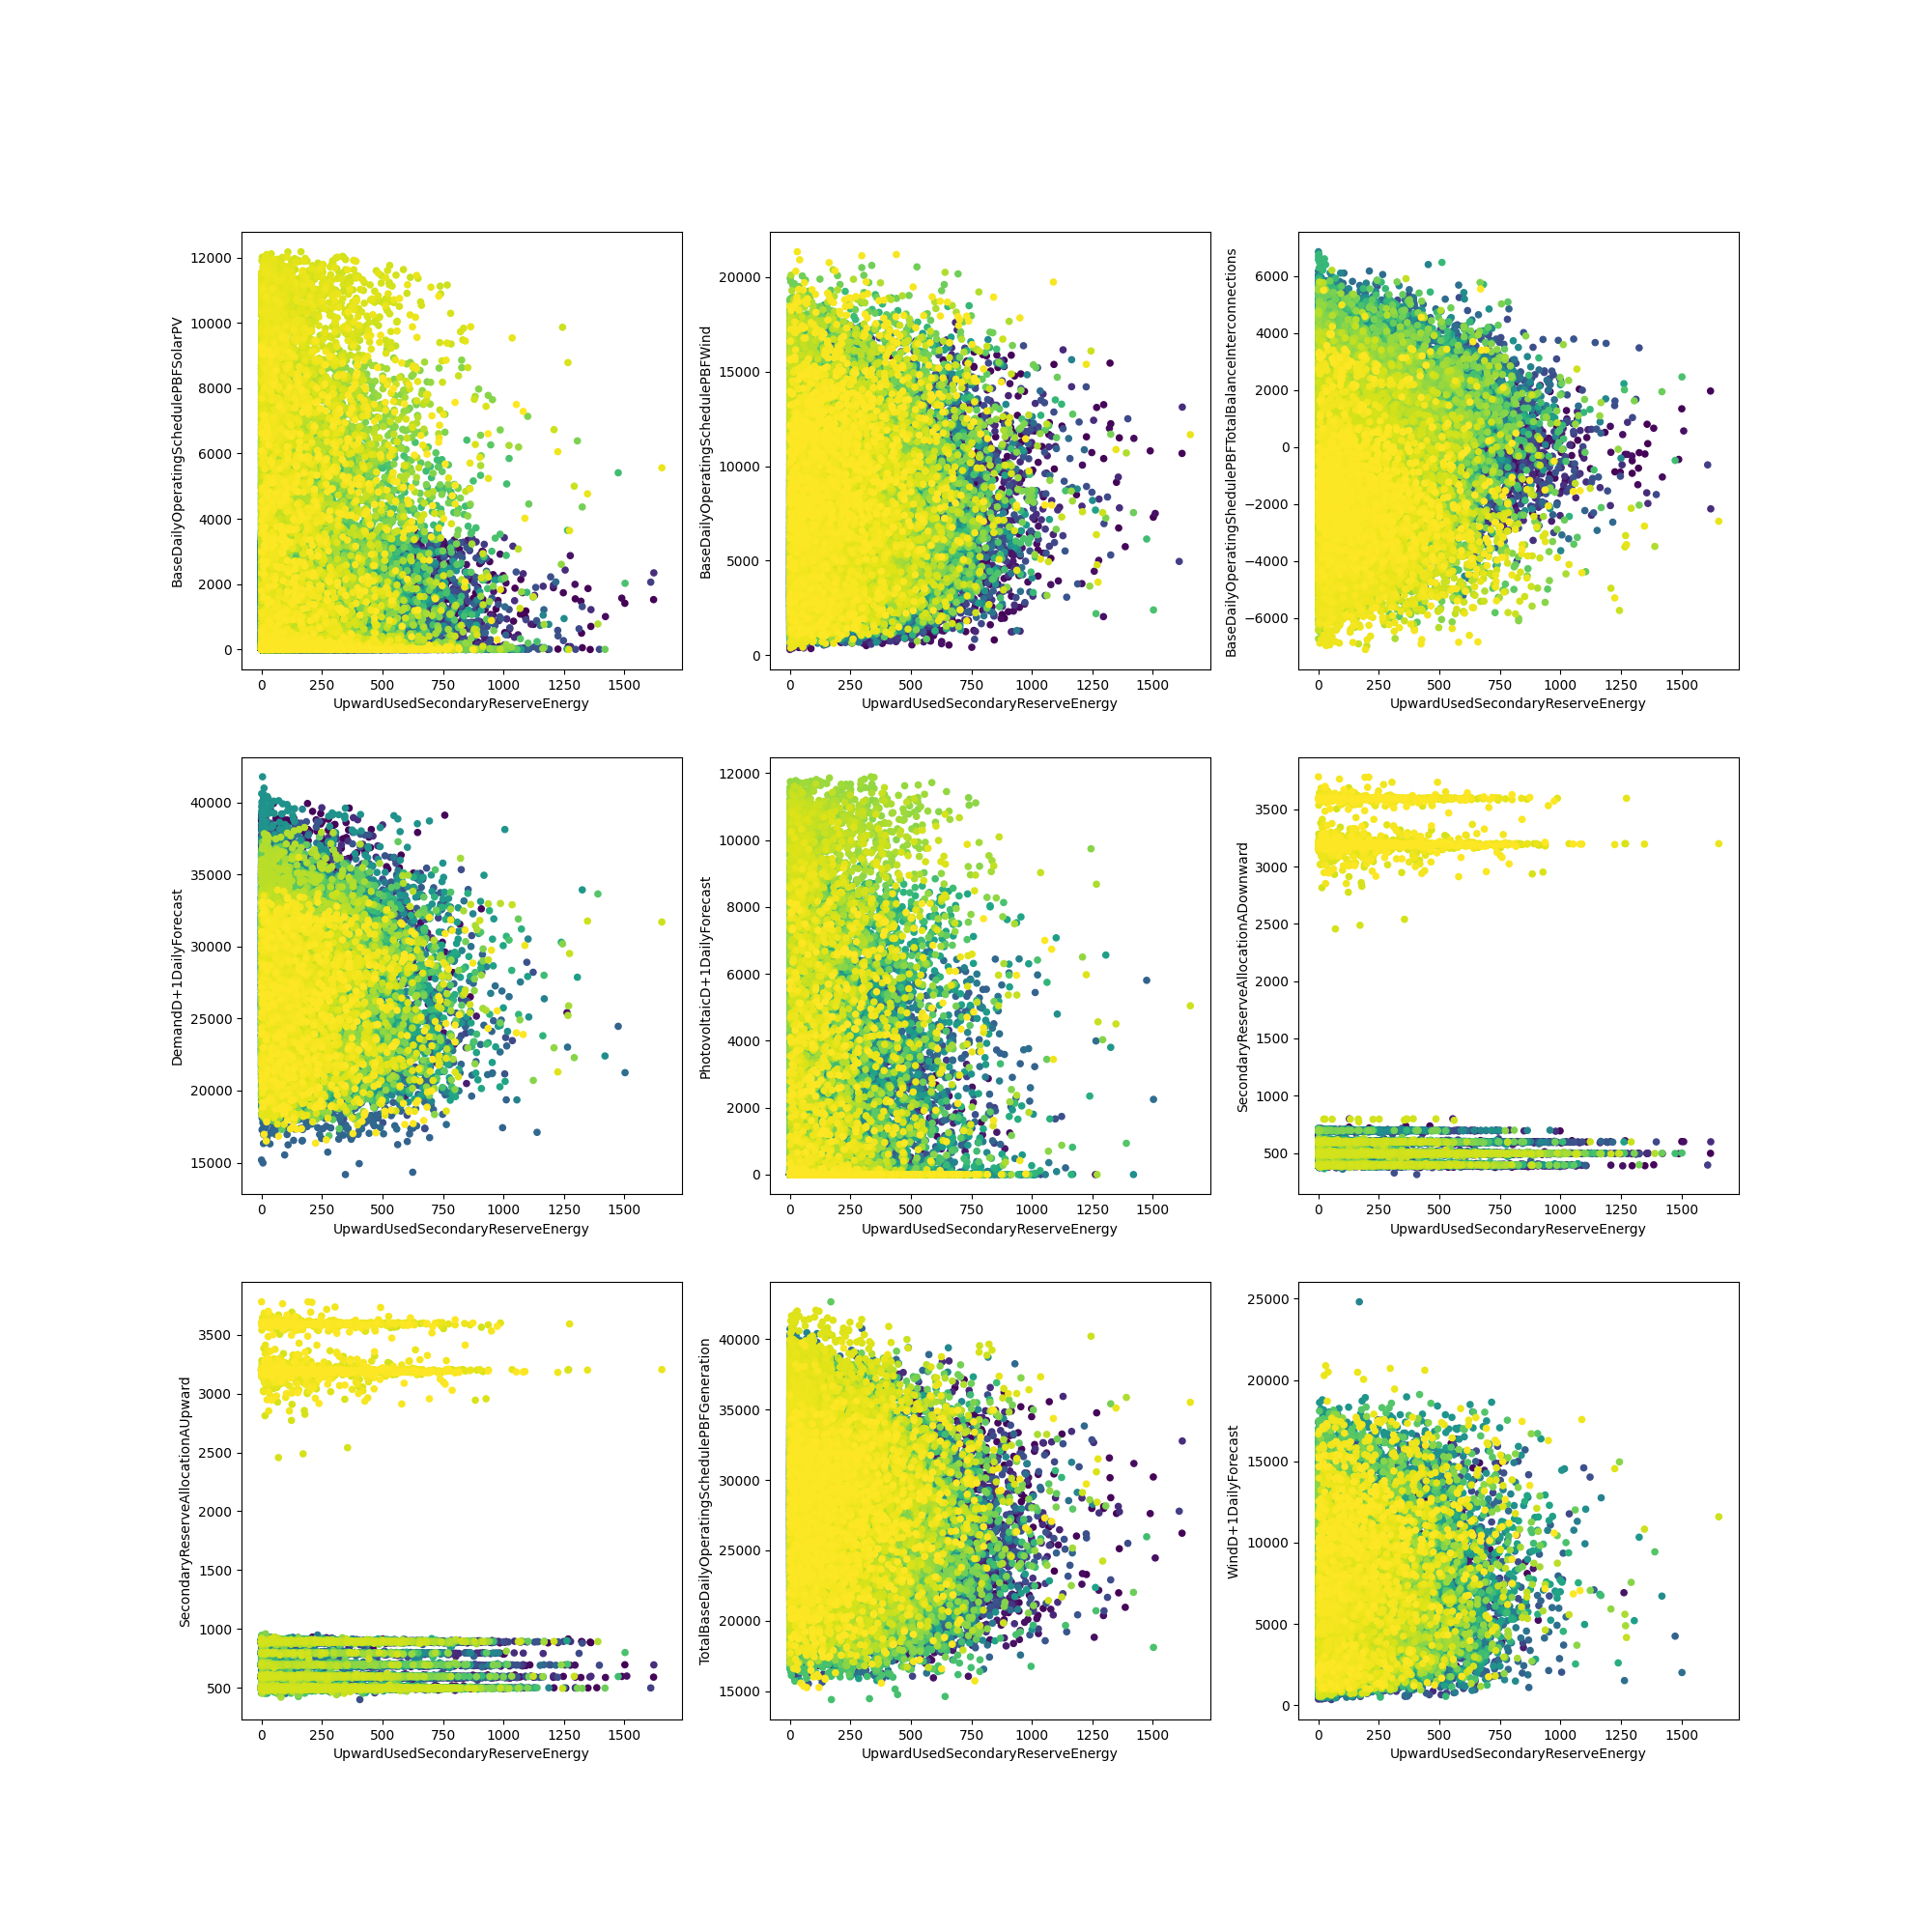 BaseDailyOperatingSchedulePBFSolarPV
12000
10000
8000
6000
4000
2000
0
0 250 500 750 1000 1250 1500
UpwardUsedSecondaryReserveEnergy
BaseDailyOperatingSchedulePBFWind
20000
15000
10000
5000
0
0 250 500 750 1000 1250 1500
UpwardUsedSecondaryReserveEnergy
BaseDailyOperatingShedulePBFTotalBalanceInterconnections
6000
4000
2000
0
−2000
−4000
−6000
0 250 500 750 1000 1250 1500
UpwardUsedSecondaryReserveEnergy
DemandD+1DailyForecast
40000
35000
30000
25000
20000
15000
0 250 500 750 1000 1250 1500
UpwardUsedSecondaryReserveEnergy
PhotovoltaicD+1DailyForecast
12000
10000
8000
6000
4000
2000
0
0 250 500 750 1000 1250 1500
UpwardUsedSecondaryReserveEnergy
SecondaryReserveAllocationADownward
3500
3000
2500
2000
1500
1000
500
0 250 500 750 1000 1250 1500
UpwardUsedSecondaryReserveEnergy
SecondaryReserveAllocationAUpward
3500
3000
2500
2000
1500
1000
500
0 250 500 750 1000 1250 1500
UpwardUsedSecondaryReserveEnergy
TotalBaseDailyOperatingSchedulePBFGeneration
40000
35000
30000
25000
20000
15000
0 250 500 750 1000 1250 1500
UpwardUsedSecondaryReserveEnergy
WindD+1DailyForecast
25000
20000
15000
10000
5000
0
0 250 500 750 1000 1250 1500
UpwardUsedSecondaryReserveEnergy